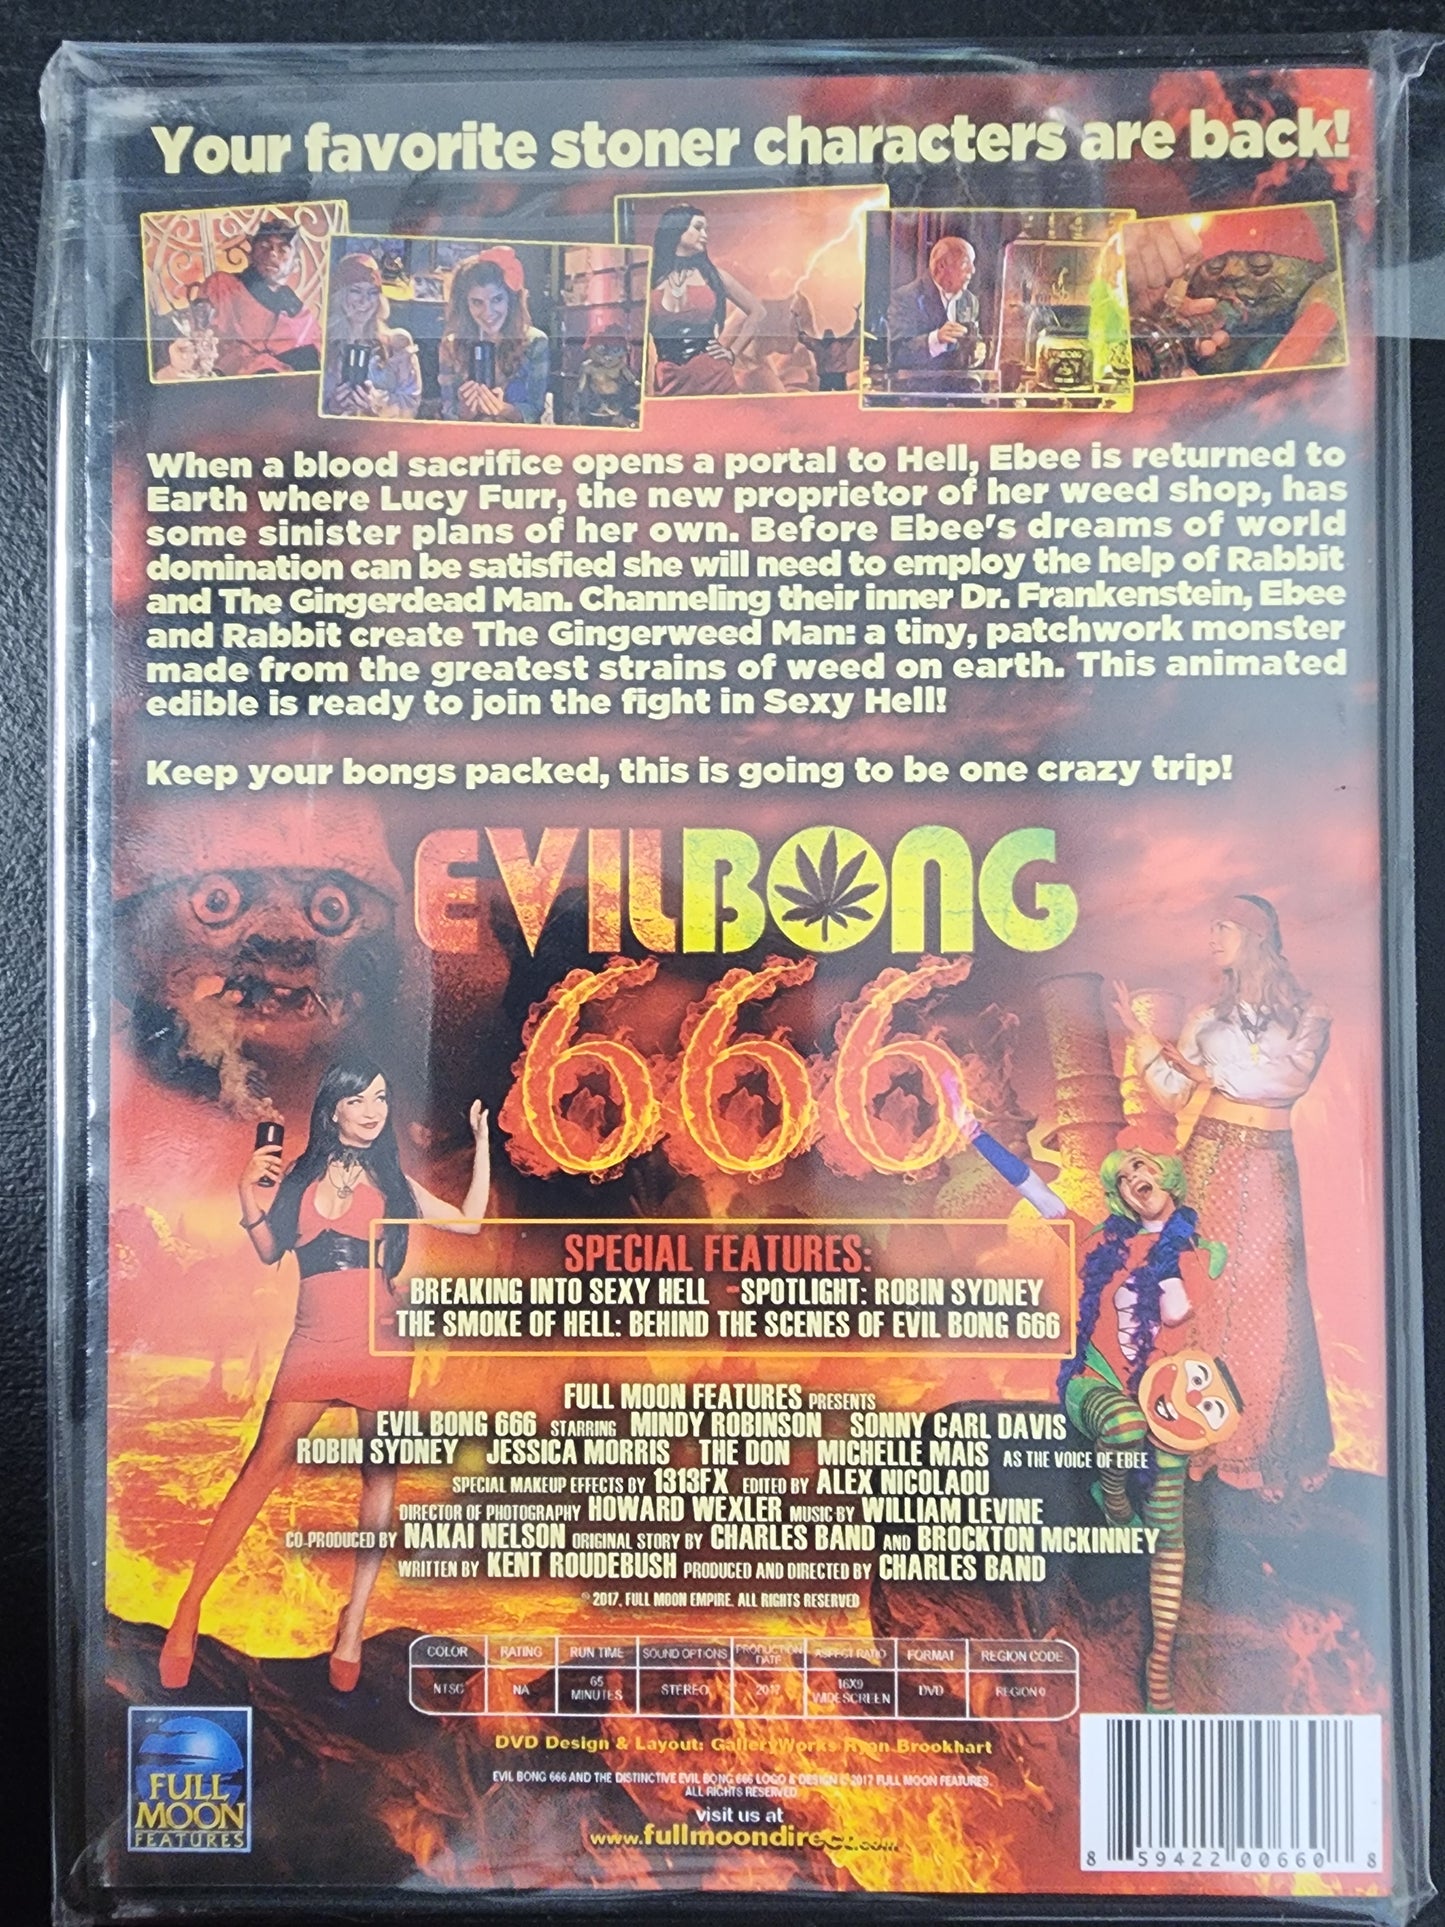 Your favorite stoner characters are back!
When a blood sacrifice opens a portal to Hell, Ebee is returned to
Earth where Lucy Furr, the new proprietor of her weed shop, has
some sinister plans of her own. Before Ebee's dreams of world
domination can be satisfied she will need to employ the help of Rabbit
and The Gingerdead Man. Channeling their inner Dr. Frankenstein, Ebee
and Rabbit create The Gingerweed Man: a tiny, patchwork monster
made from the greatest strains of weed on earth. This animated
edible is ready to join the fight in Sexy Hell!
Keep your bongs packed, this is going to be one crazy trip!
EVILBONG
666
SPECIAL FEATURES:
BREAKING INTO SEXY HELL -SPOTLIGHT: ROBIN SYDNEY
-THE SMOKE OF HELL: BEHIND THE SCENES OF EVIL BONG 666
FULL MOON FEATURES PRESENTS
EVIL BONG 666 STARRING MINDY ROBINSON SONNY CARL DAVIS
ROBIN SYDNEY JESSICA MORRIS THE DON MICHELLE MAIS AS THE VOICE OF EBEE
SPECIAL MAKEUP EFFECTS BY 1313FX EDITED BY ALEX NICOLAOU
DIRECTOR OF PHOTOGRAPHY HOWARD WEXLER MUSIC BY WILLIAM LEVINE
CO-PRODUCED BY NAKAI NELSON ORIGINAL STORY BY CHARLES BAND AND BROCKTON MCKINNEY
WRITTEN BY KENT ROUDEBUSH PRODUCED AND DIRECTED BY CHARLES BAND
© 2017, FULL MOON EMPIRE. ALL RIGHTS RESERVED
COLOR RATING RUN TIME SOUND OPTIONS PRODUCTION DATE ASPECT RATIO FORMAT REGION CODE
NTSC NA 65 MINUTES STEREO 2017 16X9 WIDESCREEN DVD REGION 0
DVD Design & Layout: GalleryWorks Ryan Brookhart
EVIL BONG 666 AND THE DISTINCTIVE EVIL BONG 666 LOGO & DESIGN © 2017 FULL MOON FEATURES.
ALL RIGHTS RESERVED
visit us at
www.fullmoondirect.com
FULL
MOON
FEATURES
8 59422 00660 8